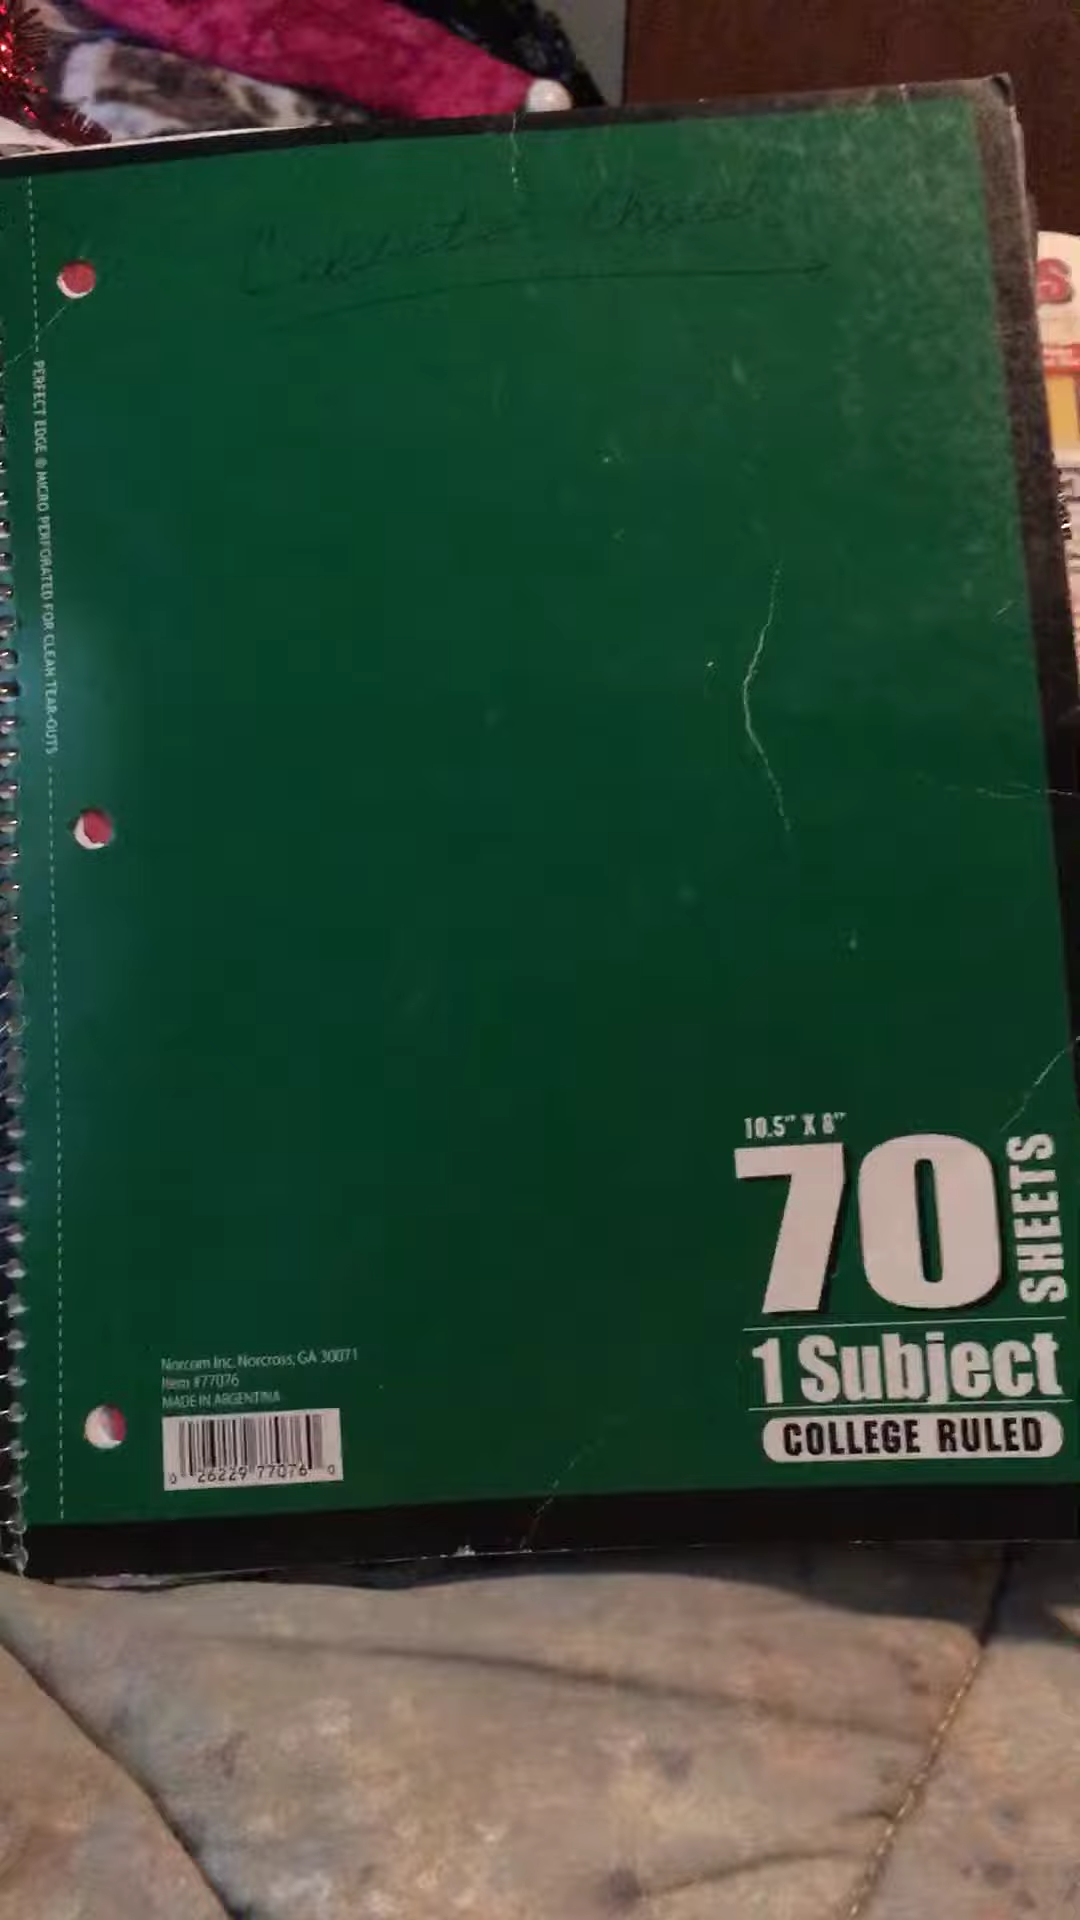 PERFECT EDGE ® MICRO PERFORATED FOR CLEAN TEAR-OUTS
10.5" X 8"
70
SHEETS
1 Subject
COLLEGE RULED
Norcom Inc. Norcross, GA 30071
Item #77076
MADE IN ARGENTINA
0 26229 77076 0